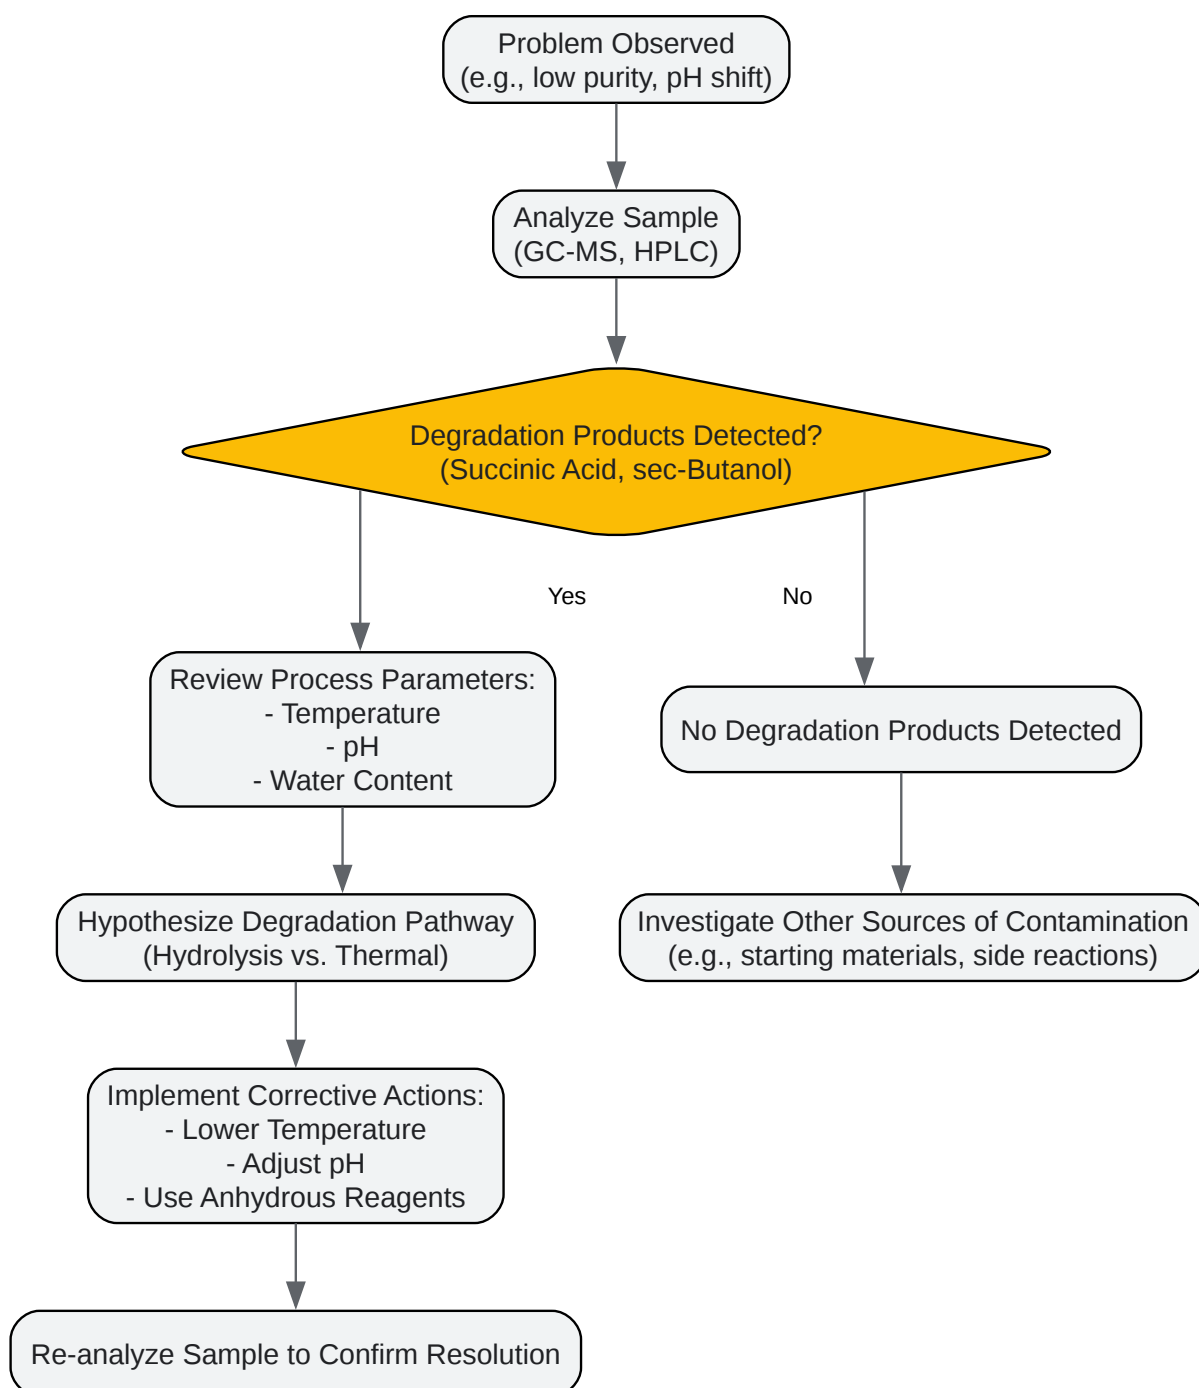 Problem Observed
(e.g., low purity, pH shift)
Analyze Sample
(GC-MS, HPLC)
Degradation Products Detected?
(Succinic Acid, sec-Butanol)
Yes
No
Review Process Parameters:
- Temperature
- pH
- Water Content
No Degradation Products Detected
Hypothesize Degradation Pathway
(Hydrolysis vs. Thermal)
Investigate Other Sources of Contamination
(e.g., starting materials, side reactions)
Implement Corrective Actions:
- Lower Temperature
- Adjust pH
- Use Anhydrous Reagents
Re-analyze Sample to Confirm Resolution